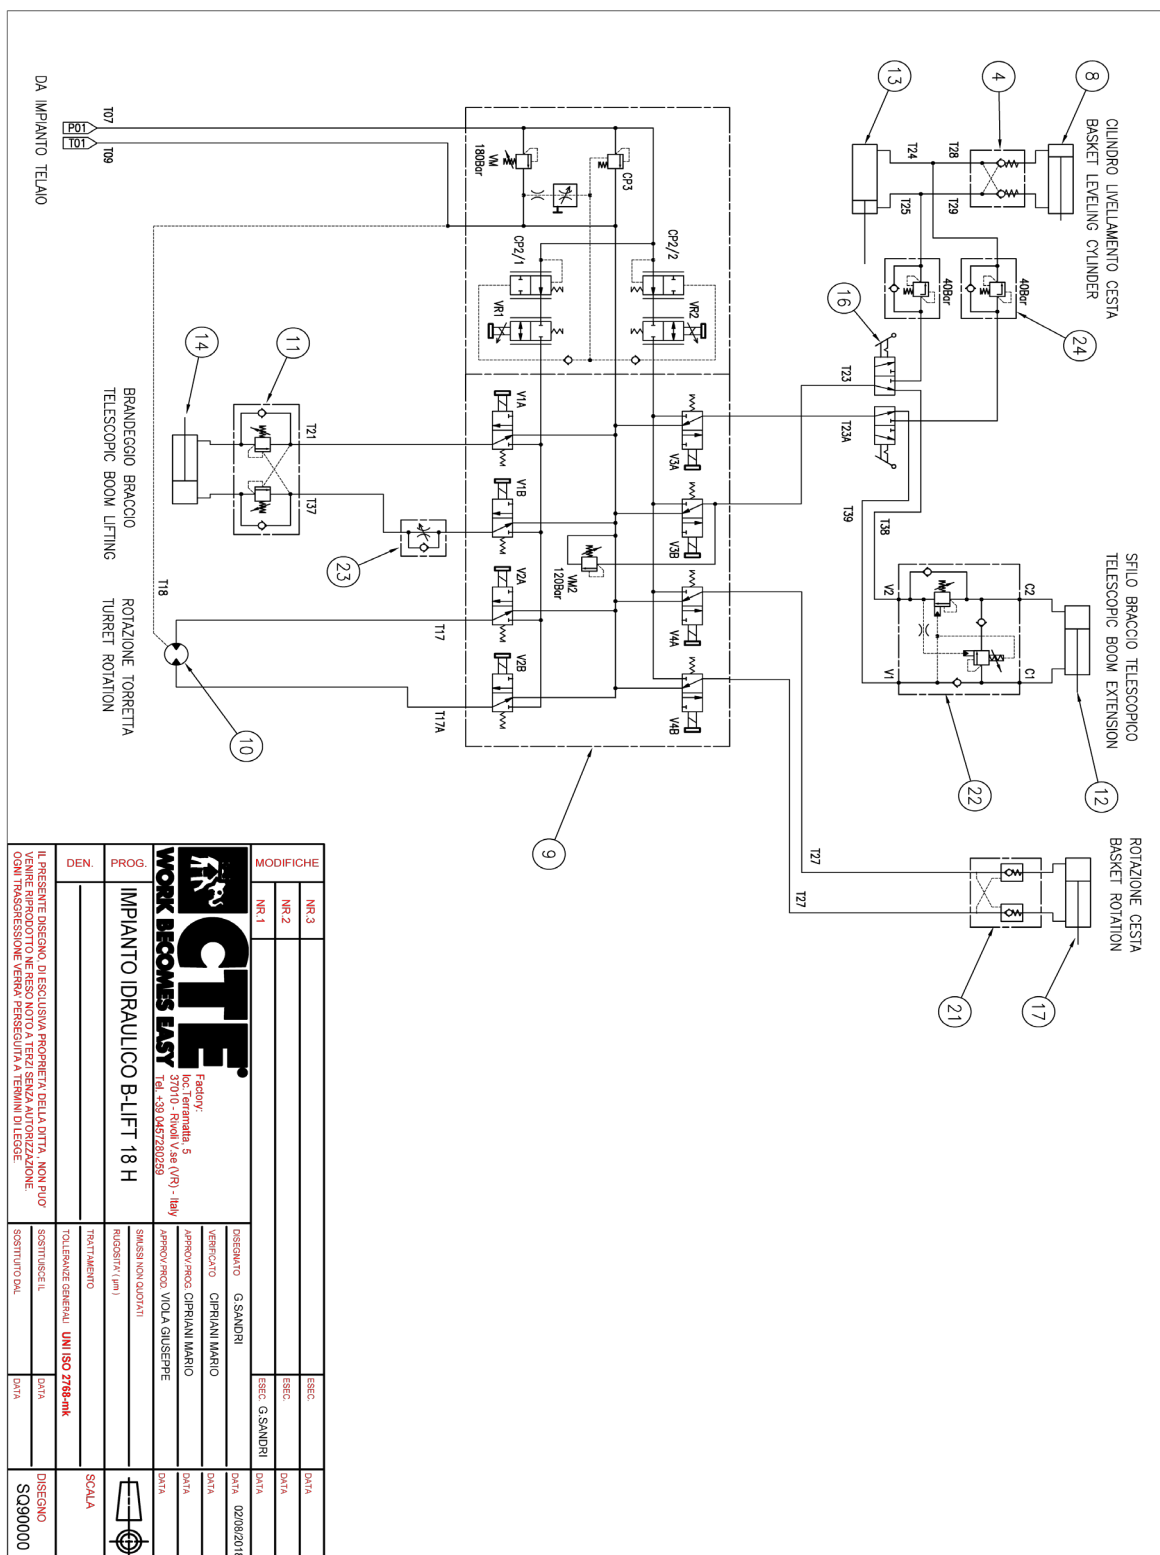 CILINDRO LIVELLAMENTO CESTA
BASKET LEVELING CYLINDER
8
4
13
T28
T24
T29
T25
40Bar
40Bar
24
16
T23
T23A
T39
T38
SFILO BRACCIO TELESCOPICO
TELESCOPIC BOOM EXTENSION
V2
C2
V1
C1
22
12
ROTAZIONE CESTA
BASKET ROTATION
T27
T27
21
17
DA IMPIANTO TELAIO
P01
T01
T07
T09
VM
180Bar
CP3
CP2/1
CP2/2
VR1
VR2
V1A
V3A
V1B
V3B
VM2
120Bar
V2A
V4A
V2B
V4B
9
14
11
T21
T37
BRANDEGGIO BRACCIO
TELESCOPIC BOOM LIFTING
23
T18
ROTAZIONE TORRETTA
TURRET ROTATION
T17
T17A
10
MODIFICHE
NR.3
ESEC.
DATA
NR.2
ESEC.
DATA
NR.1
ESEC. G.SANDRI
DATA
CTE
WORK BECOMES EASY
Factory:
loc.Terramatta, 5
37010 - Rivoli V.se (VR) - Italy
Tel. +39 0457280259
DISEGNATO G.SANDRI
DATA 02/08/2018
VERIFICATO CIPRIANI MARIO
DATA
APPROV.PROG. CIPRIANI MARIO
DATA
APPROV.PROD. VIOLA GIUSEPPE
DATA
PROG.
IMPIANTO IDRAULICO B-LIFT 18 H
SMUSSI NON QUOTATI
RUGOSITA' ( µm )
DEN.
TRATTAMENTO
SCALA
TOLLERANZE GENERALI UNI ISO 2768-mk
IL PRESENTE DISEGNO, DI ESCLUSIVA PROPRIETA' DELLA DITTA , NON PUO'
VENIRE RIPRODOTTO NE RESO NOTO A TERZI SENZA AUTORIZZAZIONE.
OGNI TRASGRESSIONE VERRA' PERSEGUITA A TERMINI DI LEGGE.
SOSTITUISCE IL
DATA
SOSTITUITO DAL
DATA
DISEGNO
SQ90000